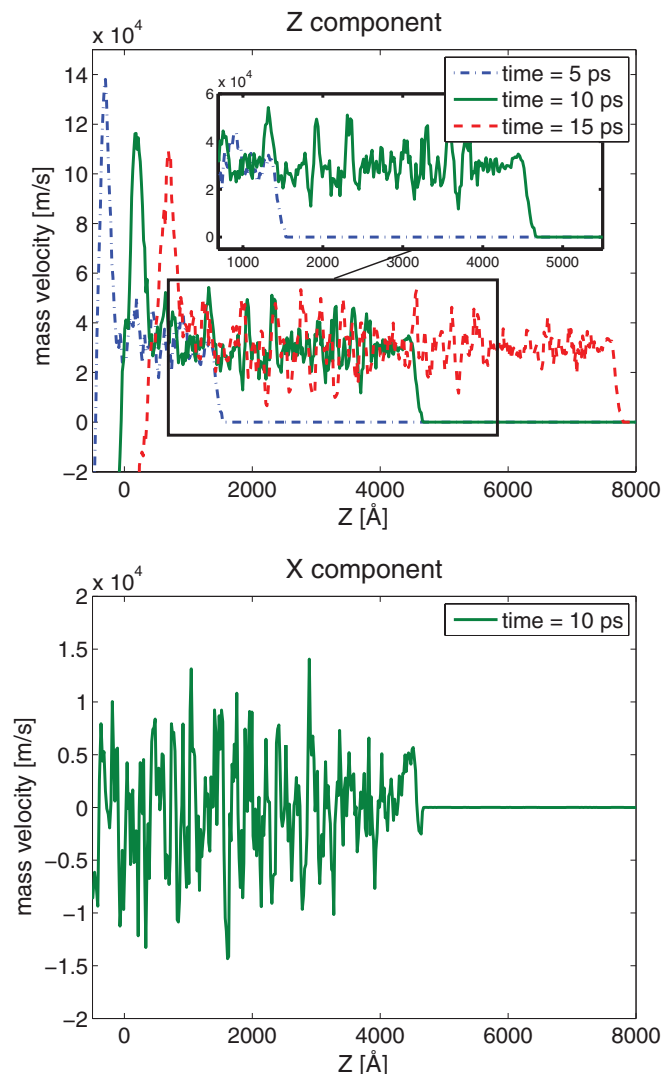 Z component
x 10^4
14
12
10
8
6
4
2
0
−2
mass velocity [m/s]
0 2000 4000 6000 8000
Z [Å]
time = 5 ps
time = 10 ps
time = 15 ps
x 10^4
6
4
2
0
1000 2000 3000 4000 5000
X component
x 10^4
2
1.5
1
0.5
0
−0.5
−1
−1.5
−2
mass velocity [m/s]
0 2000 4000 6000 8000
Z [Å]
time = 10 ps